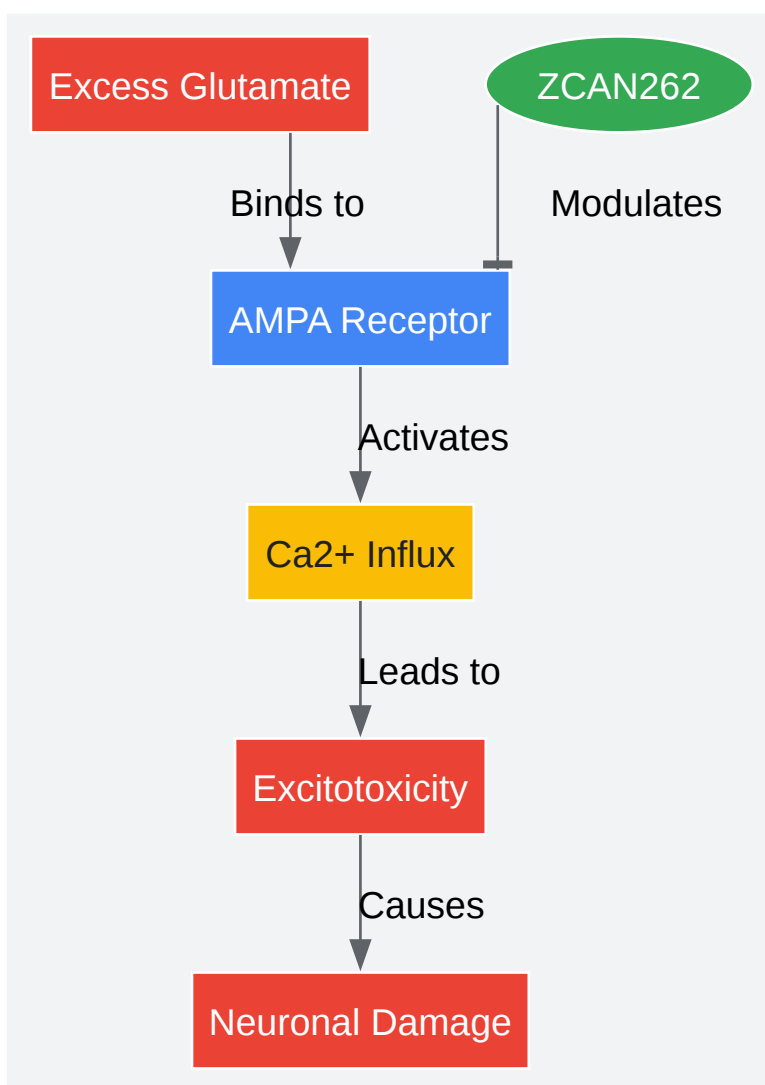 Excess Glutamate
ZCAN262
Binds to
Modulates
AMPA Receptor
Activates
Ca2+ Influx
Leads to
Excitotoxicity
Causes
Neuronal Damage